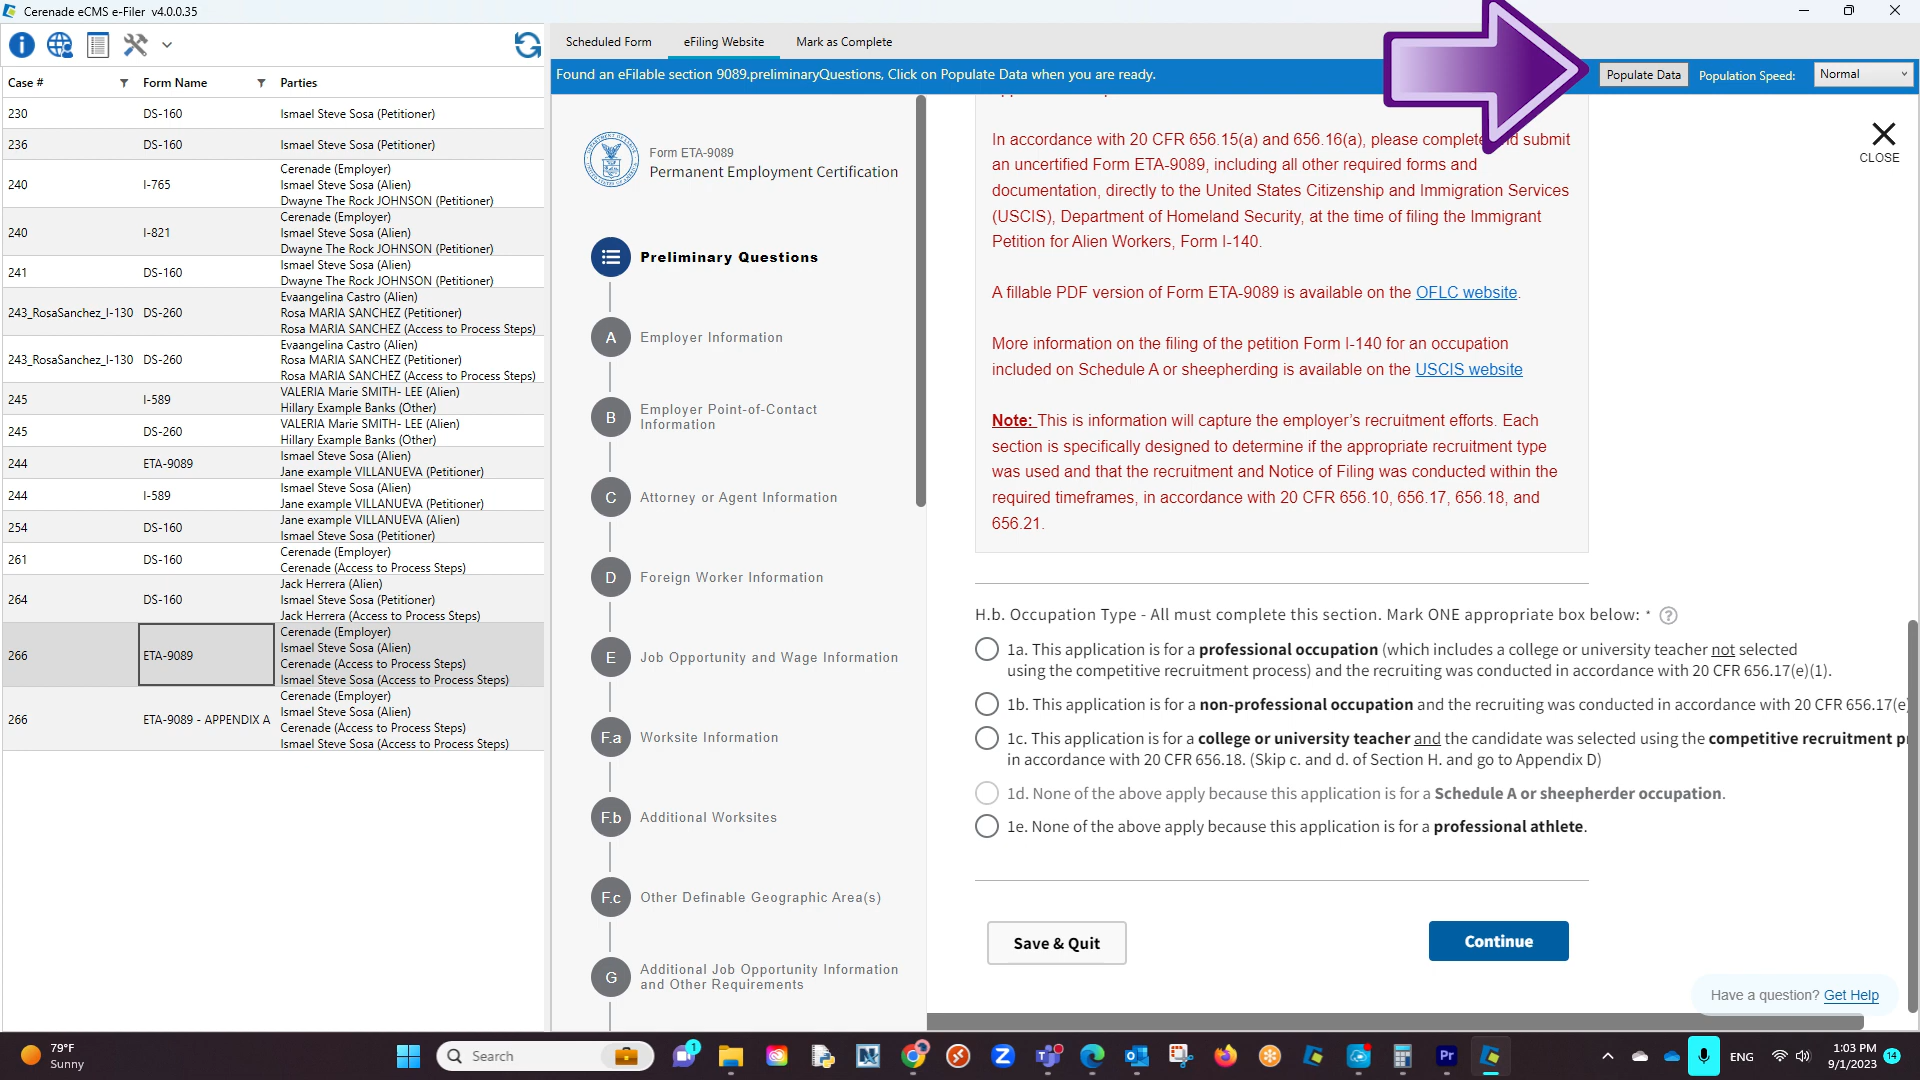 Cerenade eCMS e-Filer v4.0.0.35
Case #
Form Name
Parties
230
DS-160
Ismael Steve Sosa (Petitioner)
236
DS-160
Ismael Steve Sosa (Petitioner)
240
I-765
Cerenade (Employer)
Ismael Steve Sosa (Alien)
Dwayne The Rock JOHNSON (Petitioner)
240
I-821
Cerenade (Employer)
Ismael Steve Sosa (Alien)
Dwayne The Rock JOHNSON (Petitioner)
241
DS-160
Ismael Steve Sosa (Alien)
Dwayne The Rock JOHNSON (Petitioner)
243_RosaSanchez_I-130
DS-260
Evaangelina Castro (Alien)
Rosa MARIA SANCHEZ (Petitioner)
Rosa MARIA SANCHEZ (Access to Process Steps)
243_RosaSanchez_I-130
DS-260
Evaangelina Castro (Alien)
Rosa MARIA SANCHEZ (Petitioner)
Rosa MARIA SANCHEZ (Access to Process Steps)
245
I-589
VALERIA Marie SMITH- LEE (Alien)
Hillary Example Banks (Other)
245
DS-260
VALERIA Marie SMITH- LEE (Alien)
Hillary Example Banks (Other)
244
ETA-9089
Ismael Steve Sosa (Alien)
Jane example VILLANUEVA (Petitioner)
244
I-589
Ismael Steve Sosa (Alien)
Jane example VILLANUEVA (Petitioner)
254
DS-160
Jane example VILLANUEVA (Alien)
Ismael Steve Sosa (Petitioner)
261
DS-160
Cerenade (Employer)
Cerenade (Access to Process Steps)
264
DS-160
Jack Herrera (Alien)
Ismael Steve Sosa (Petitioner)
Jack Herrera (Access to Process Steps)
266
ETA-9089
Cerenade (Employer)
Ismael Steve Sosa (Alien)
Cerenade (Access to Process Steps)
Ismael Steve Sosa (Access to Process Steps)
266
ETA-9089 - APPENDIX A
Cerenade (Employer)
Ismael Steve Sosa (Alien)
Cerenade (Access to Process Steps)
Ismael Steve Sosa (Access to Process Steps)
Scheduled Form
eFiling Website
Mark as Complete
Found an eFilable section 9089.preliminaryQuestions, Click on Populate Data when you are ready.
Populate Data
Population Speed:
Normal
Form ETA-9089
Permanent Employment Certification
Preliminary Questions
A
Employer Information
B
Employer Point-of-Contact
Information
C
Attorney or Agent Information
D
Foreign Worker Information
E
Job Opportunity and Wage Information
F.a
Worksite Information
F.b
Additional Worksites
F.c
Other Definable Geographic Area(s)
G
Additional Job Opportunity Information
and Other Requirements
CLOSE
In accordance with 20 CFR 656.15(a) and 656.16(a), please complete submit
an uncertified Form ETA-9089, including all other required forms and
documentation, directly to the United States Citizenship and Immigration Services
(USCIS), Department of Homeland Security, at the time of filing the Immigrant
Petition for Alien Workers, Form I-140.
A fillable PDF version of Form ETA-9089 is available on the OFLC website.
More information on the filing of the petition Form I-140 for an occupation
included on Schedule A or sheepherding is available on the USCIS website
Note: This is information will capture the employer's recruitment efforts. Each
section is specifically designed to determine if the appropriate recruitment type
was used and that the recruitment and Notice of Filing was conducted within the
required timeframes, in accordance with 20 CFR 656.10, 656.17, 656.18, and
656.21.
H.b. Occupation Type - All must complete this section. Mark ONE appropriate box below: *
1a. This application is for a professional occupation (which includes a college or university teacher not selected
using the competitive recruitment process) and the recruiting was conducted in accordance with 20 CFR 656.17(e)(1).
1b. This application is for a non-professional occupation and the recruiting was conducted in accordance with 20 CFR 656.17(e)
1c. This application is for a college or university teacher and the candidate was selected using the competitive recruitment
in accordance with 20 CFR 656.18. (Skip c. and d. of Section H. and go to Appendix D)
1d. None of the above apply because this application is for a Schedule A or sheepherder occupation.
1e. None of the above apply because this application is for a professional athlete.
Save & Quit
Continue
Have a question? Get Help
79°F
Sunny
Search
1
ENG
1:03 PM
9/1/2023
14